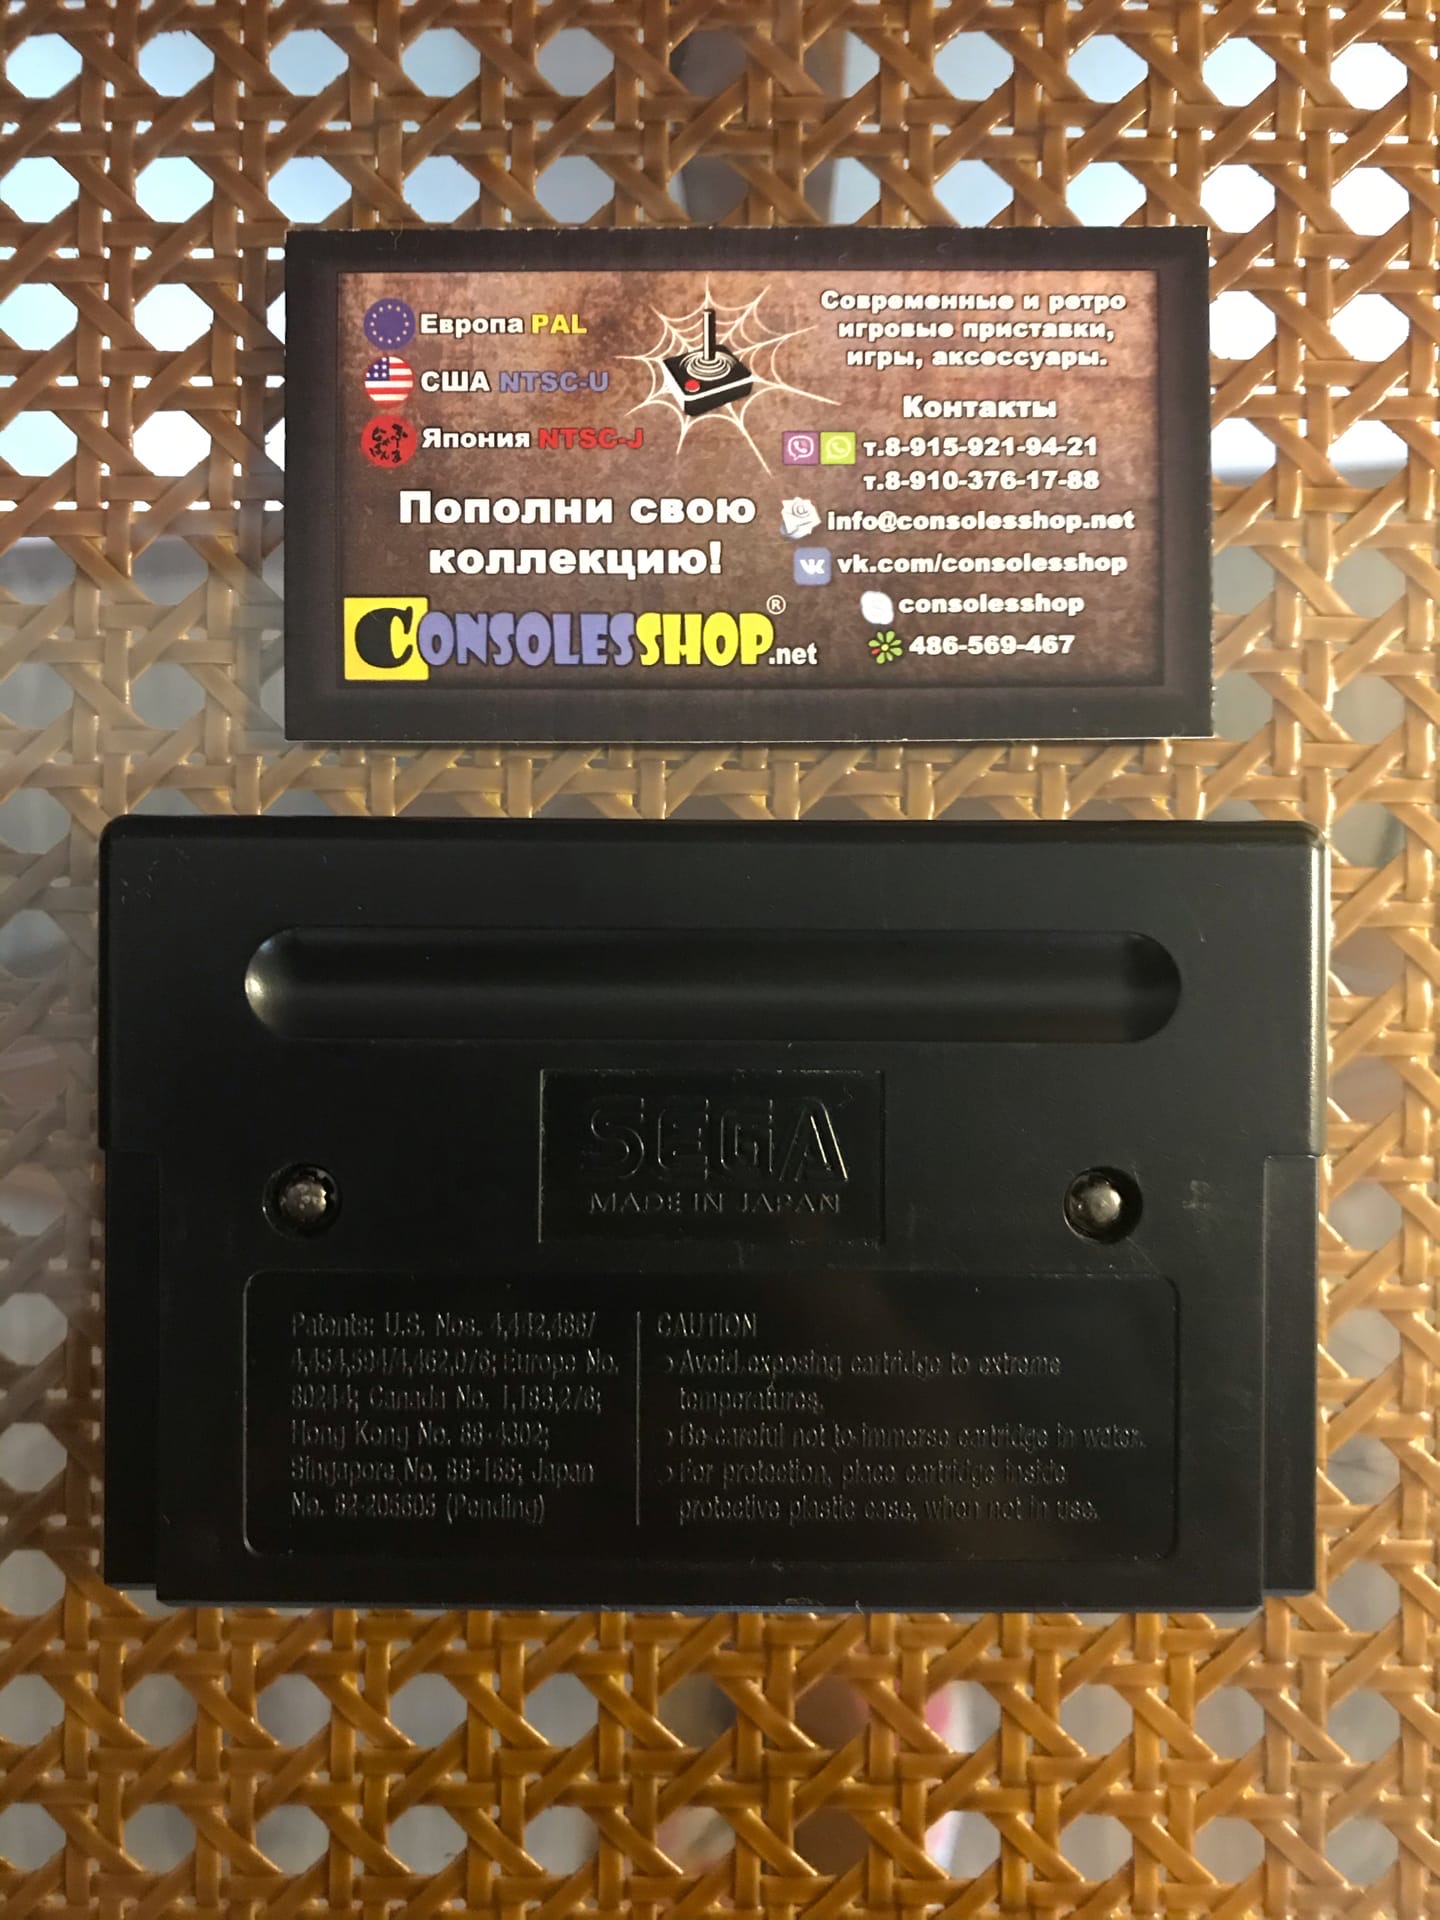 Европа PAL
США NTSC-U
Япония NTSC-J
Пополни свою
коллекцию!
CONSOLESSHOP®.net
Современные и ретро
игровые приставки,
игры, аксессуары.
Контакты
т.8-915-921-94-21
т.8-910-376-17-88
info@consolesshop.net
vk.com/consolesshop
consolesshop
486-569-467
SEGA
MADE IN JAPAN
Patents: U.S. Nos. 4,442,486/
4,454,594/4,462,076; Europe No.
80244; Canada No. 1,183,276;
Hong Kong No. 88-4302;
Singapore No. 88-155; Japan
No. 82-205605 (Pending)
CAUTION
Avoid exposing cartridge to extreme
temperatures.
Be careful not to immerse cartridge in water.
For protection, place cartridge inside
protective plastic case, when not in use.